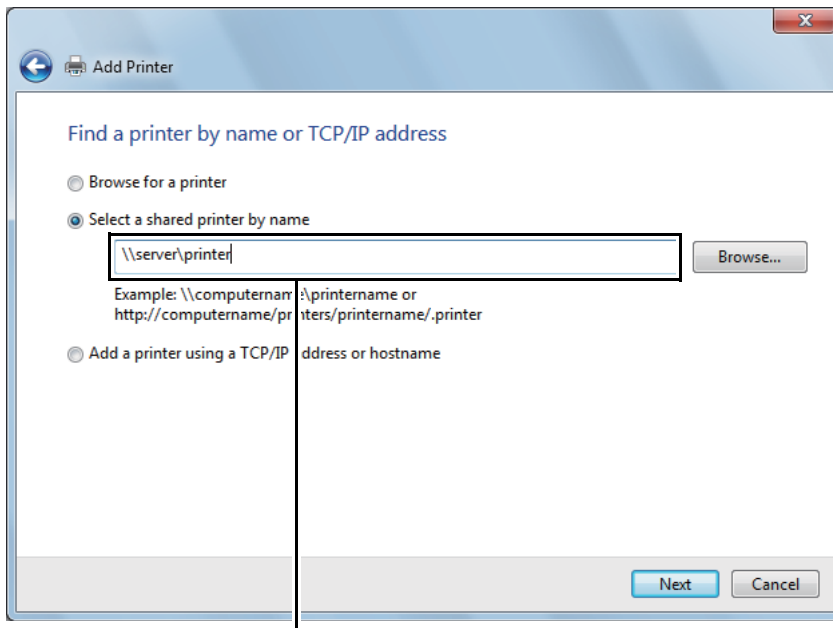 Add Printer
Find a printer by name or TCP/IP address
Browse for a printer
Select a shared printer by name
\\server\printer
Browse...
Example: \\computername\printername or
http://computername/printers/printername/.printer
Add a printer using a TCP/IP address or hostname
Next
Cancel